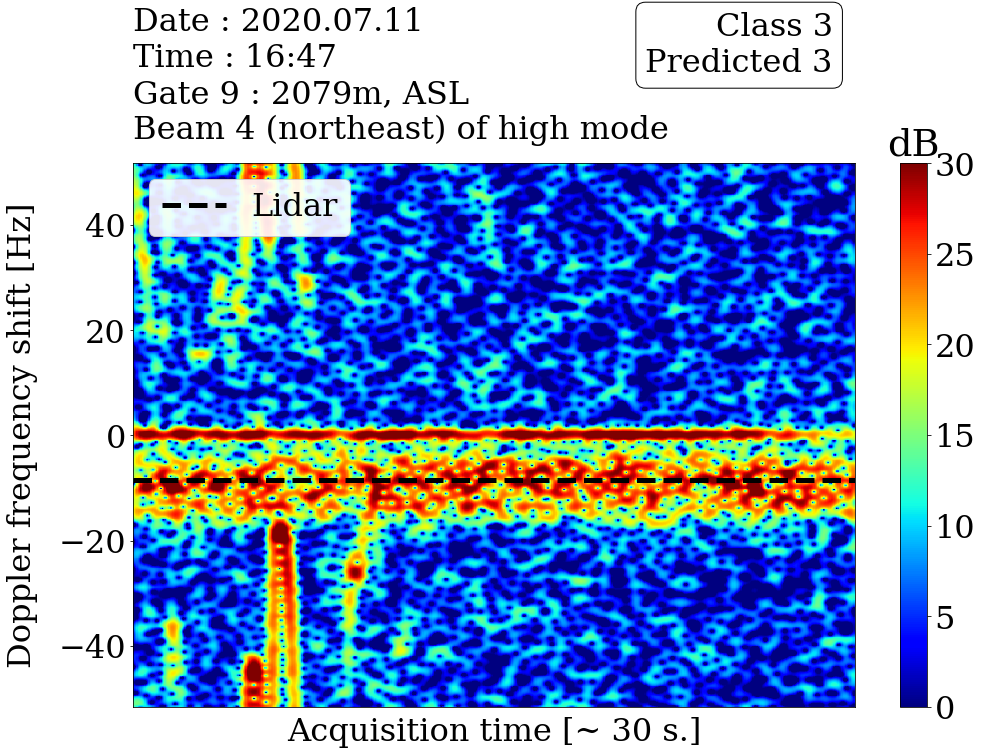 Date : 2020.07.11
Time : 16:47
Gate 9 : 2079m, ASL
Beam 4 (northeast) of high mode
Class 3
Predicted 3
dB
Lidar
Doppler frequency shift [Hz]
40
20
0
−20
−40
30
25
20
15
10
5
0
Acquisition time [~ 30 s.]